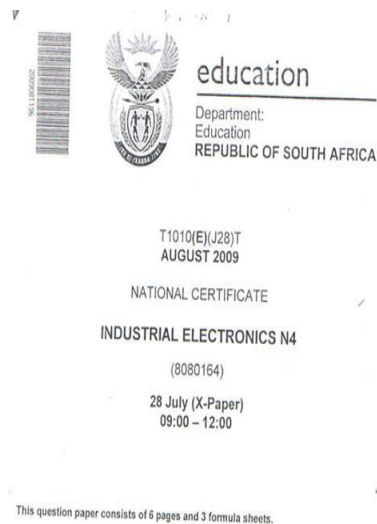 education
Department:
Education
REPUBLIC OF SOUTH AFRICA
T1010(E)(J28)T
AUGUST 2009
NATIONAL CERTIFICATE
INDUSTRIAL ELECTRONICS N4
(8080164)
28 July (X-Paper)
09:00 – 12:00
This question paper consists of 6 pages and 3 formula sheets.